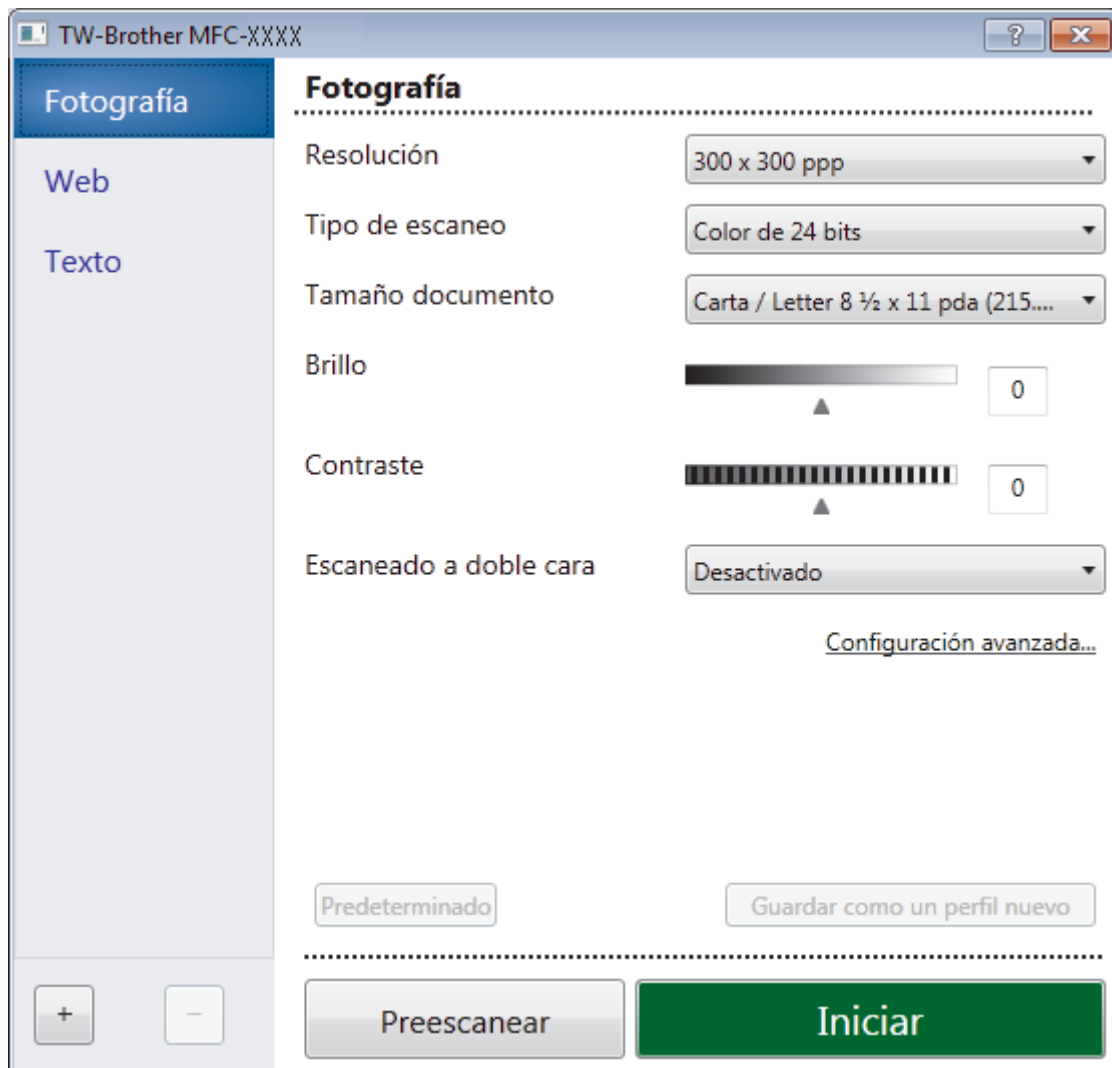 TW-Brother MFC-XXXX
?
Fotografía
Web
Texto
Fotografía
Resolución
300 x 300 ppp
Tipo de escaneo
Color de 24 bits
Tamaño documento
Carta / Letter 8 ½ x 11 pda (215....
Brillo
0
Contraste
0
Escaneado a doble cara
Desactivado
Configuración avanzada...
Predeterminado
Guardar como un perfil nuevo
+
−
Preescanear
Iniciar